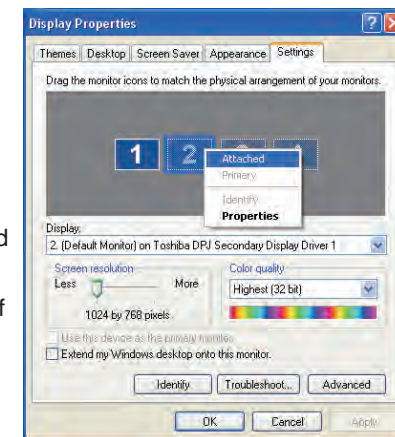 Display Properties
Themes Desktop Screen Saver Appearance Settings
Drag the monitor icons to match the physical arrangement of your monitors.
1 2 3 4
Attached
Primary
Identify
Properties
d
f
Display:
2. (Default Monitor) on Toshiba DPJ Secondary Display Driver 1
Screen resolution
Less More
1024 by 768 pixels
Color quality
Highest (32 bit)
Use this device as the primary monitor.
Extend my Windows desktop onto this monitor.
Identify Troubleshoot... Advanced
OK Cancel Apply